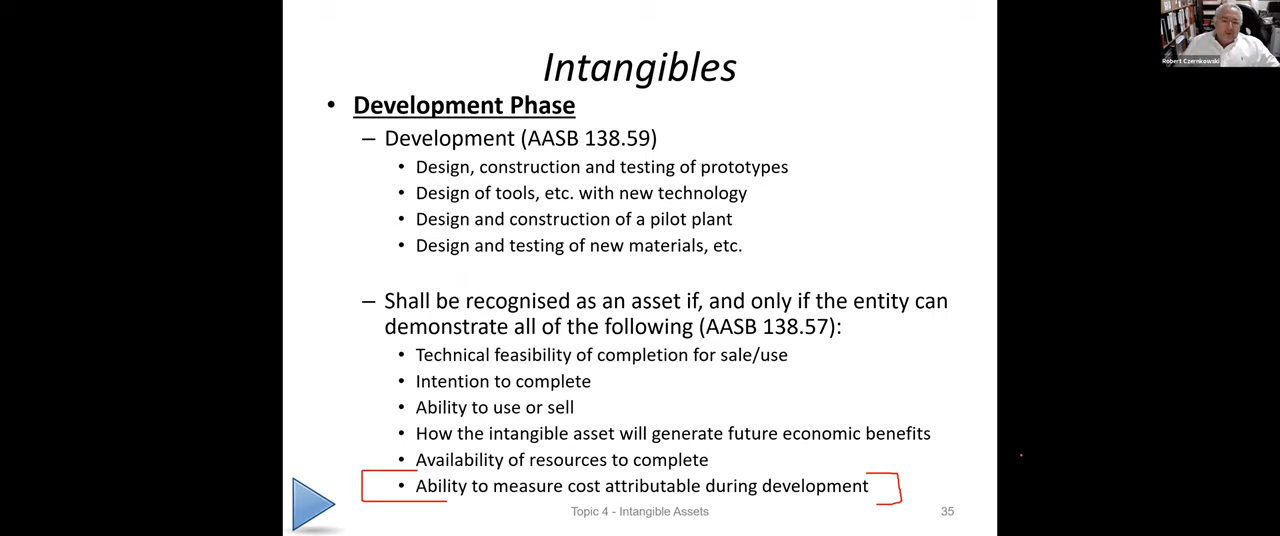 Intangibles
• Development Phase
– Development (AASB 138.59)
• Design, construction and testing of prototypes
• Design of tools, etc. with new technology
• Design and construction of a pilot plant
• Design and testing of new materials, etc.
– Shall be recognised as an asset if, and only if the entity can
demonstrate all of the following (AASB 138.57):
• Technical feasibility of completion for sale/use
• Intention to complete
• Ability to use or sell
• How the intangible asset will generate future economic benefits
• Availability of resources to complete
• Ability to measure cost attributable during development
Topic 4 - Intangible Assets
35
Robert Czernkowski